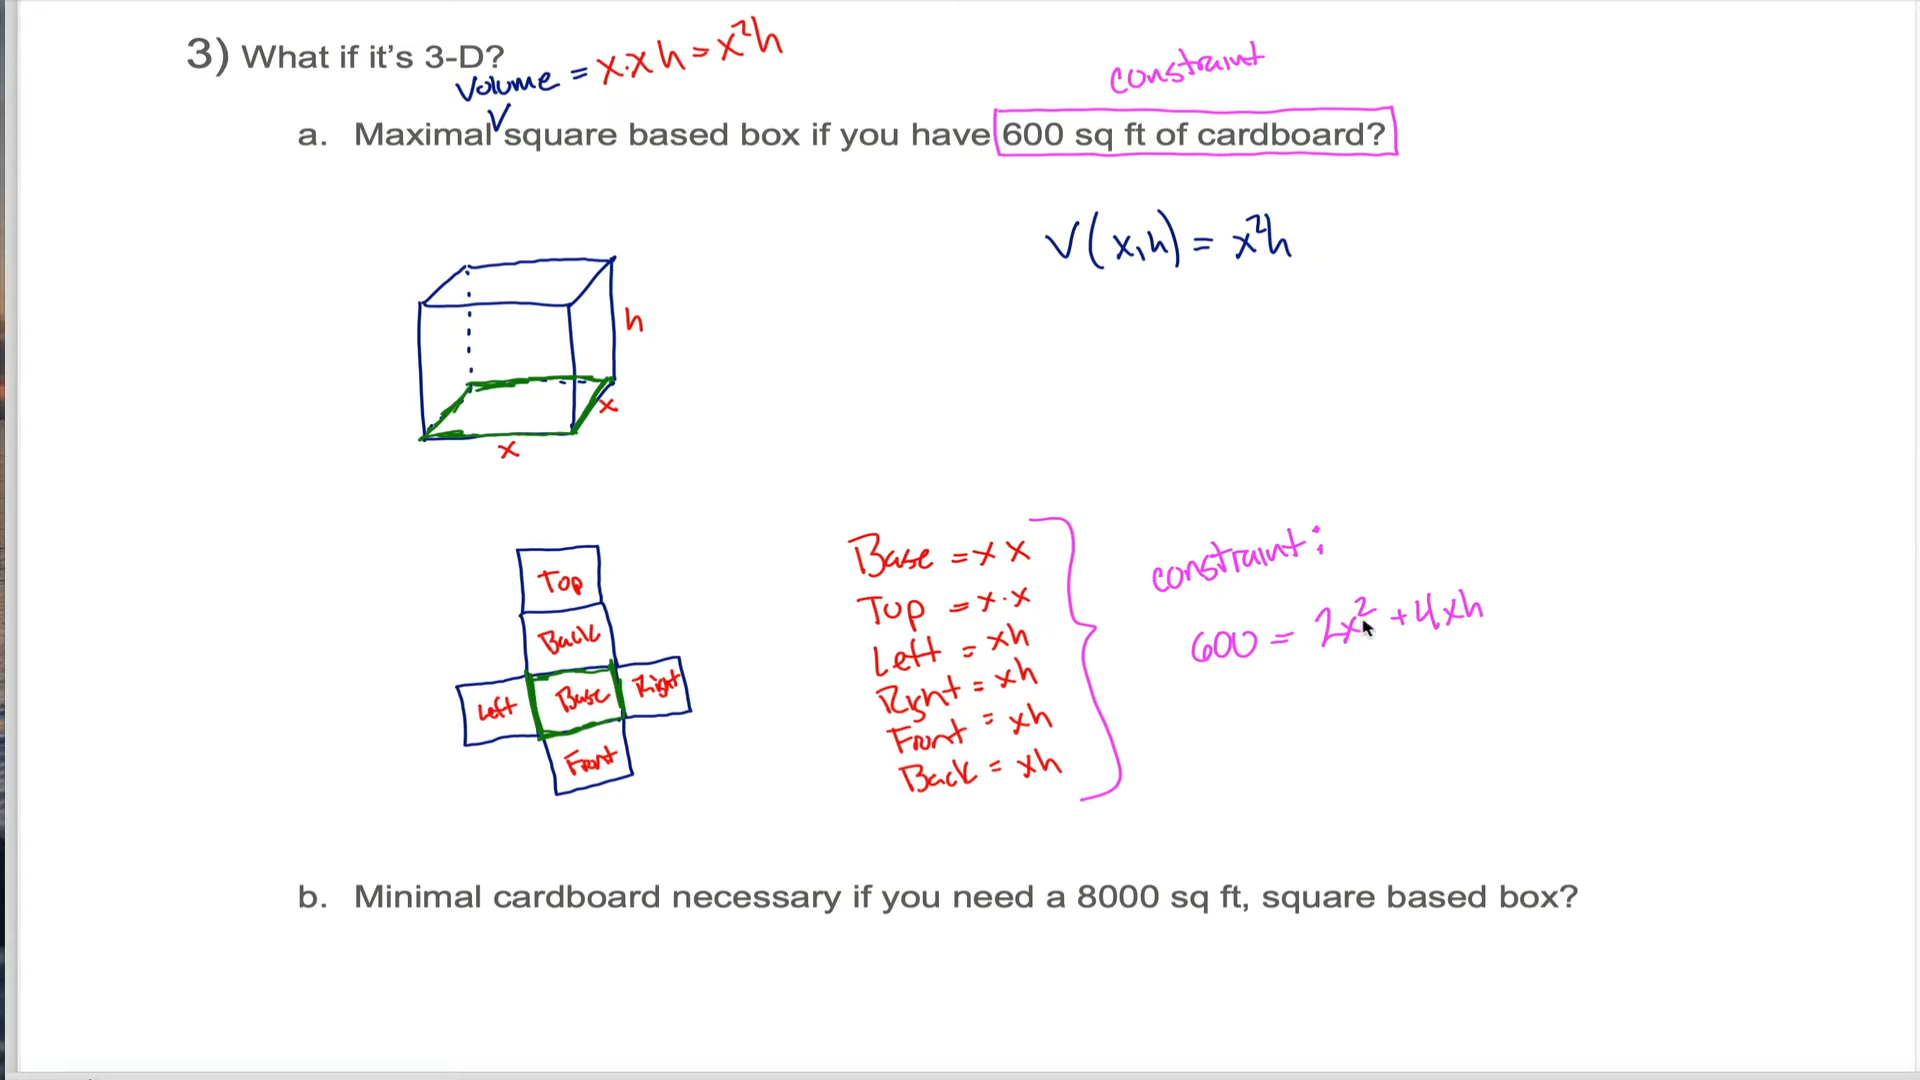 3) What if it's 3-D?
Volume = x·x h = x²h
constraint
V
a. Maximal square based box if you have 600 sq ft of cardboard?
V(x,h) = x²h
h
x
x
Top
Back
Left Base Right
Front
Base = x x
Top = x·x
Left = xh
Right = xh
Front = xh
Back = xh
constraint:
600 = 2x² + 4xh
b. Minimal cardboard necessary if you need a 8000 sq ft, square based box?